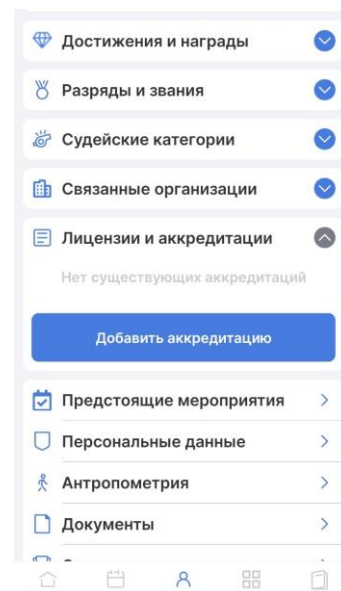 Достижения и награды
Разряды и звания
Судейские категории
Связанные организации
Лицензии и аккредитации
Нет существующих аккредитаций
Добавить аккредитацию
Предстоящие мероприятия
Персональные данные
Антропометрия
Документы